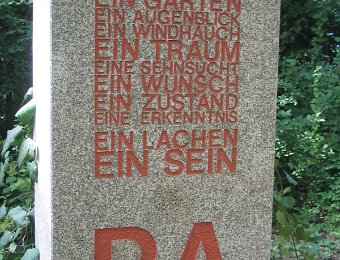 EIN GARTEN
EIN AUGENBLICK
EIN WINDHAUCH
EIN TRAUM
EINE SEHNSUCHT
EIN WUNSCH
EIN ZUSTAND
EINE ERKENNTNIS
EIN LACHEN
EIN SEIN
DA